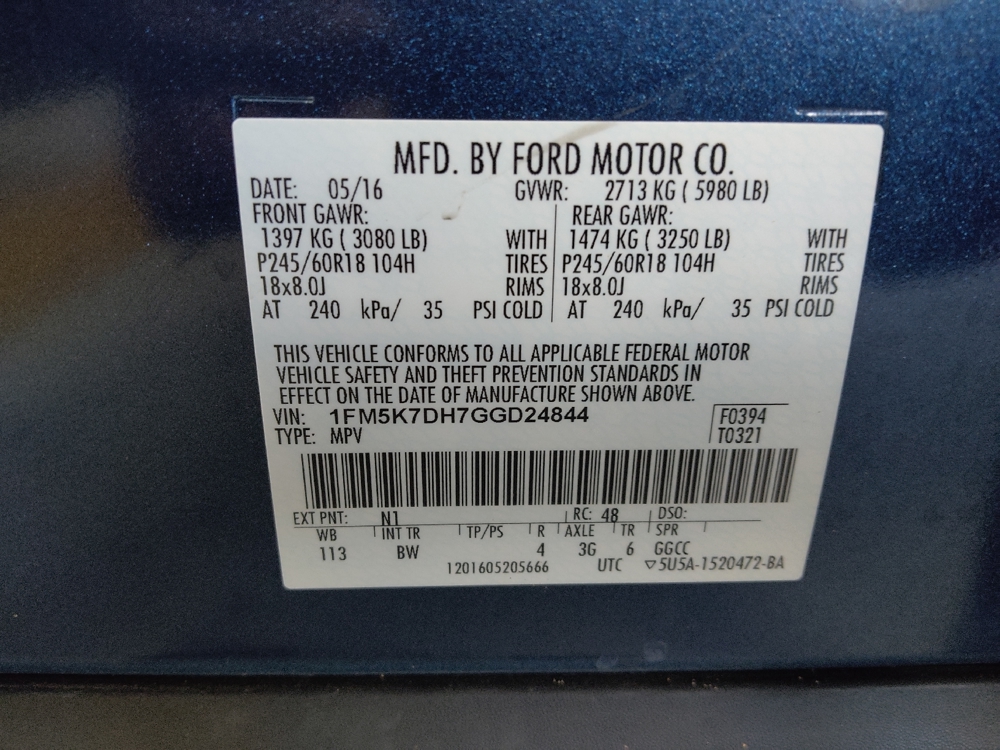 MFD. BY FORD MOTOR CO.
DATE: 05/16 GVWR: 2713 KG ( 5980 LB)
FRONT GAWR: REAR GAWR:
1397 KG ( 3080 LB) WITH 1474 KG ( 3250 LB) WITH
P245/60R18 104H TIRES P245/60R18 104H TIRES
18x8.0J RIMS 18x8.0J RIMS
AT 240 kPa/ 35 PSI COLD AT 240 kPa/ 35 PSI COLD
THIS VEHICLE CONFORMS TO ALL APPLICABLE FEDERAL MOTOR
VEHICLE SAFETY AND THEFT PREVENTION STANDARDS IN
EFFECT ON THE DATE OF MANUFACTURE SHOWN ABOVE.
VIN: 1FM5K7DH7GGD24844 F0394
TYPE: MPV T0321
EXT PNT: N1 RC: 48 DSO:
WB INT TR TP/PS R AXLE TR SPR
113 BW 4 3G 6 GGCC
1201605205666 UTC ▽5U5A-1520472-BA